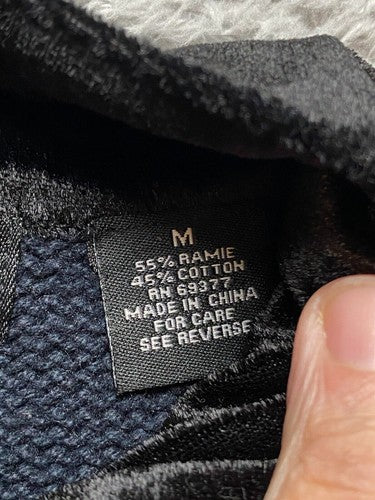 M
55% RAMIE
45% COTTON
RN 69377
MADE IN CHINA
FOR CARE
SEE REVERSE